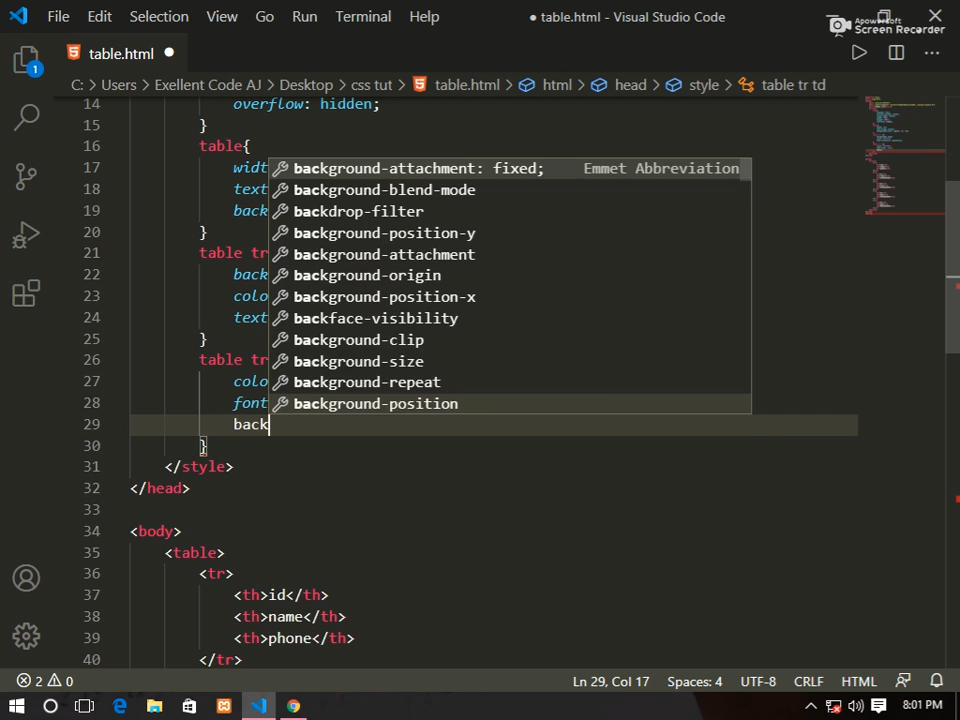 File Edit Selection View Go Run Terminal Help ● table.html - Visual Studio Code
Apowersoft
Screen Recorder
table.html ●
1
C: > Users > Exellent Code AJ > Desktop > css tut > table.html > html > head > style > table tr td
14 overflow: hidden;
15 }
16 table{
17 widt
18 text
19 back
20 }
21 table tr
22 back
23 colo
24 text
25 }
26 table tr
27 colo
28 font
29 back
30 }
31 </style>
32 </head>
33
34 <body>
35 <table>
36 <tr>
37 <th>id</th>
38 <th>name</th>
39 <th>phone</th>
40 </tr>
background-attachment: fixed; Emmet Abbreviation
background-blend-mode
backdrop-filter
background-position-y
background-attachment
background-origin
background-position-x
backface-visibility
background-clip
background-size
background-repeat
background-position
2 0 Ln 29, Col 17 Spaces: 4 UTF-8 CRLF HTML
8:01 PM